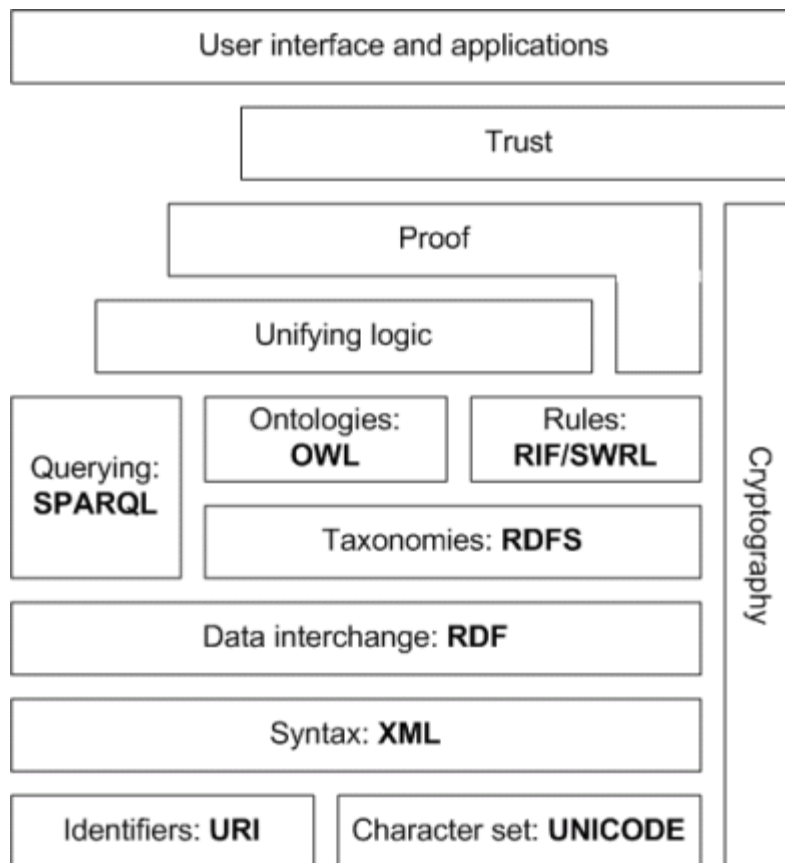 User interface and applications
Trust
Proof
Unifying logic
Querying:
SPARQL
Ontologies:
OWL
Rules:
RIF/SWRL
Taxonomies: RDFS
Cryptography
Data interchange: RDF
Syntax: XML
Identifiers: URI
Character set: UNICODE